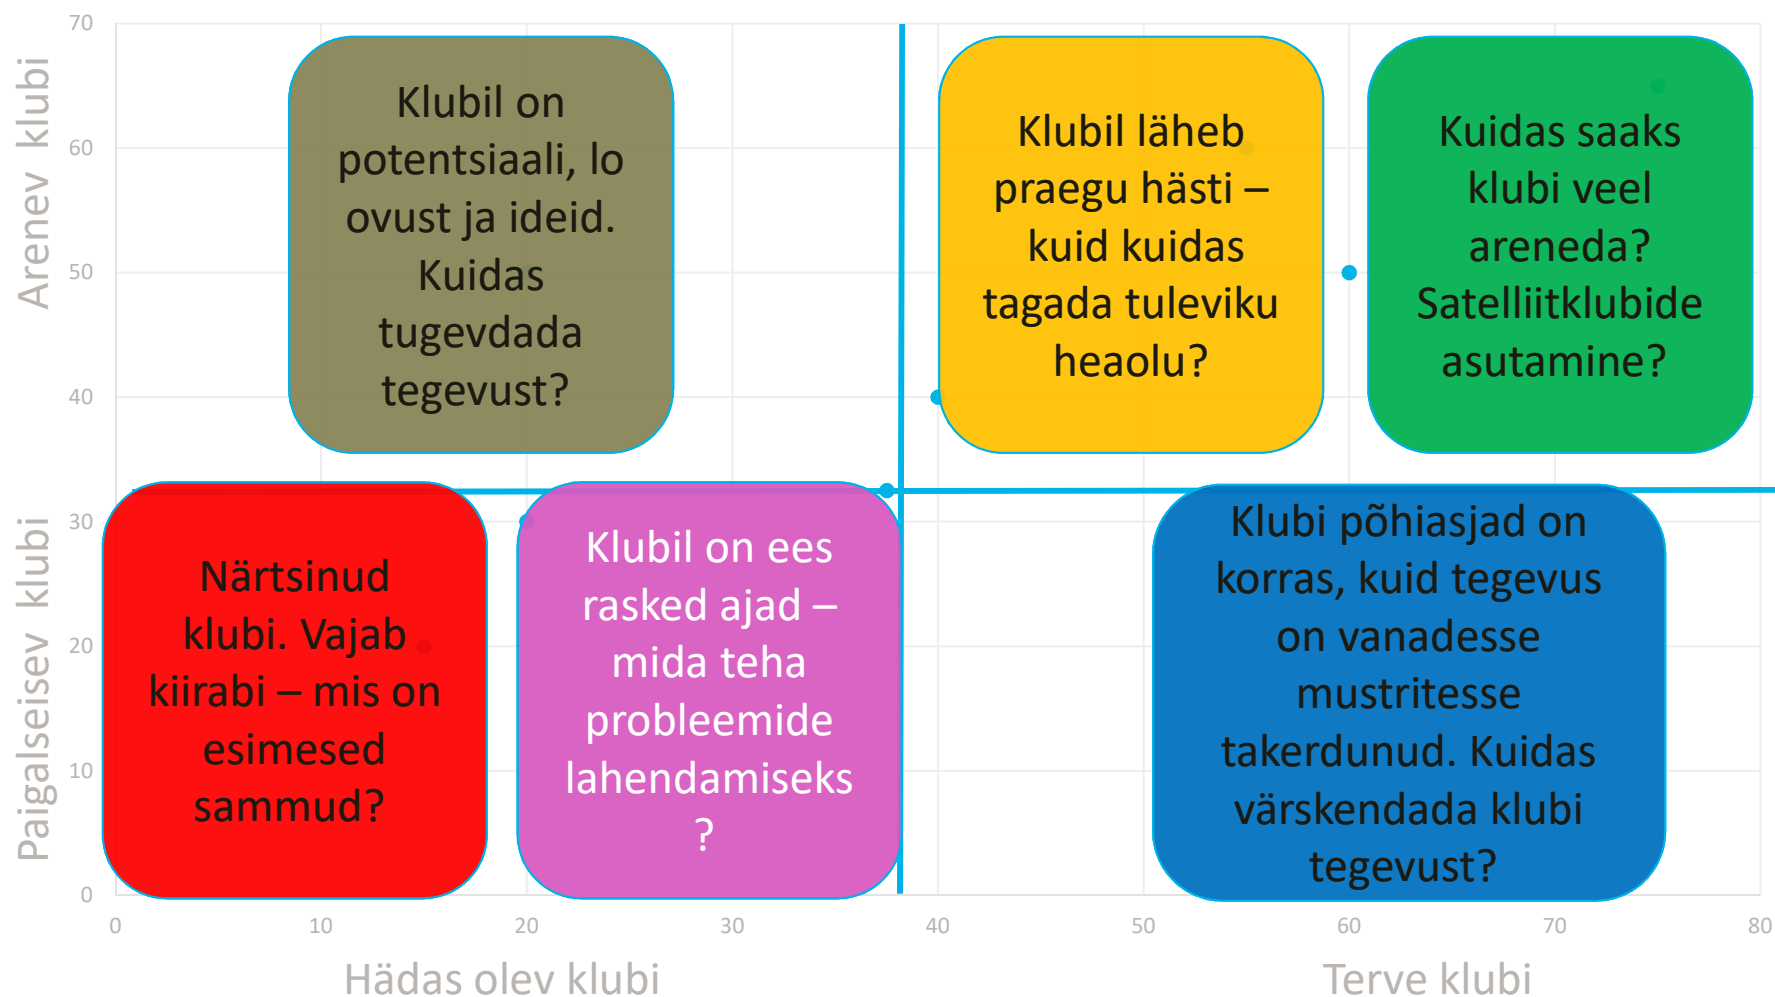 70
60
50
40
30
20
10
0
Arenev klubi
Paigalseisev klubi
Klubil on
potentsiaali, lo
ovust ja ideid.
Kuidas
tugevdada
tegevust?
Klubil läheb
praegu hästi –
kuid kuidas
tagada tuleviku
heaolu?
Kuidas saaks
klubi veel
areneda?
Satelliitklubide
asutamine?
Närtsinud
klubi. Vajab
kiirabi – mis on
esimesed
sammud?
Klubil on ees
rasked ajad –
mida teha
probleemide
lahendamiseks
?
Klubi põhiasjad on
korras, kuid tegevus
on vanadesse
mustritesse
takerdunud. Kuidas
värskendada klubi
tegevust?
0 10 20 30 40 50 60 70 80
Hädas olev klubi
Terve klubi